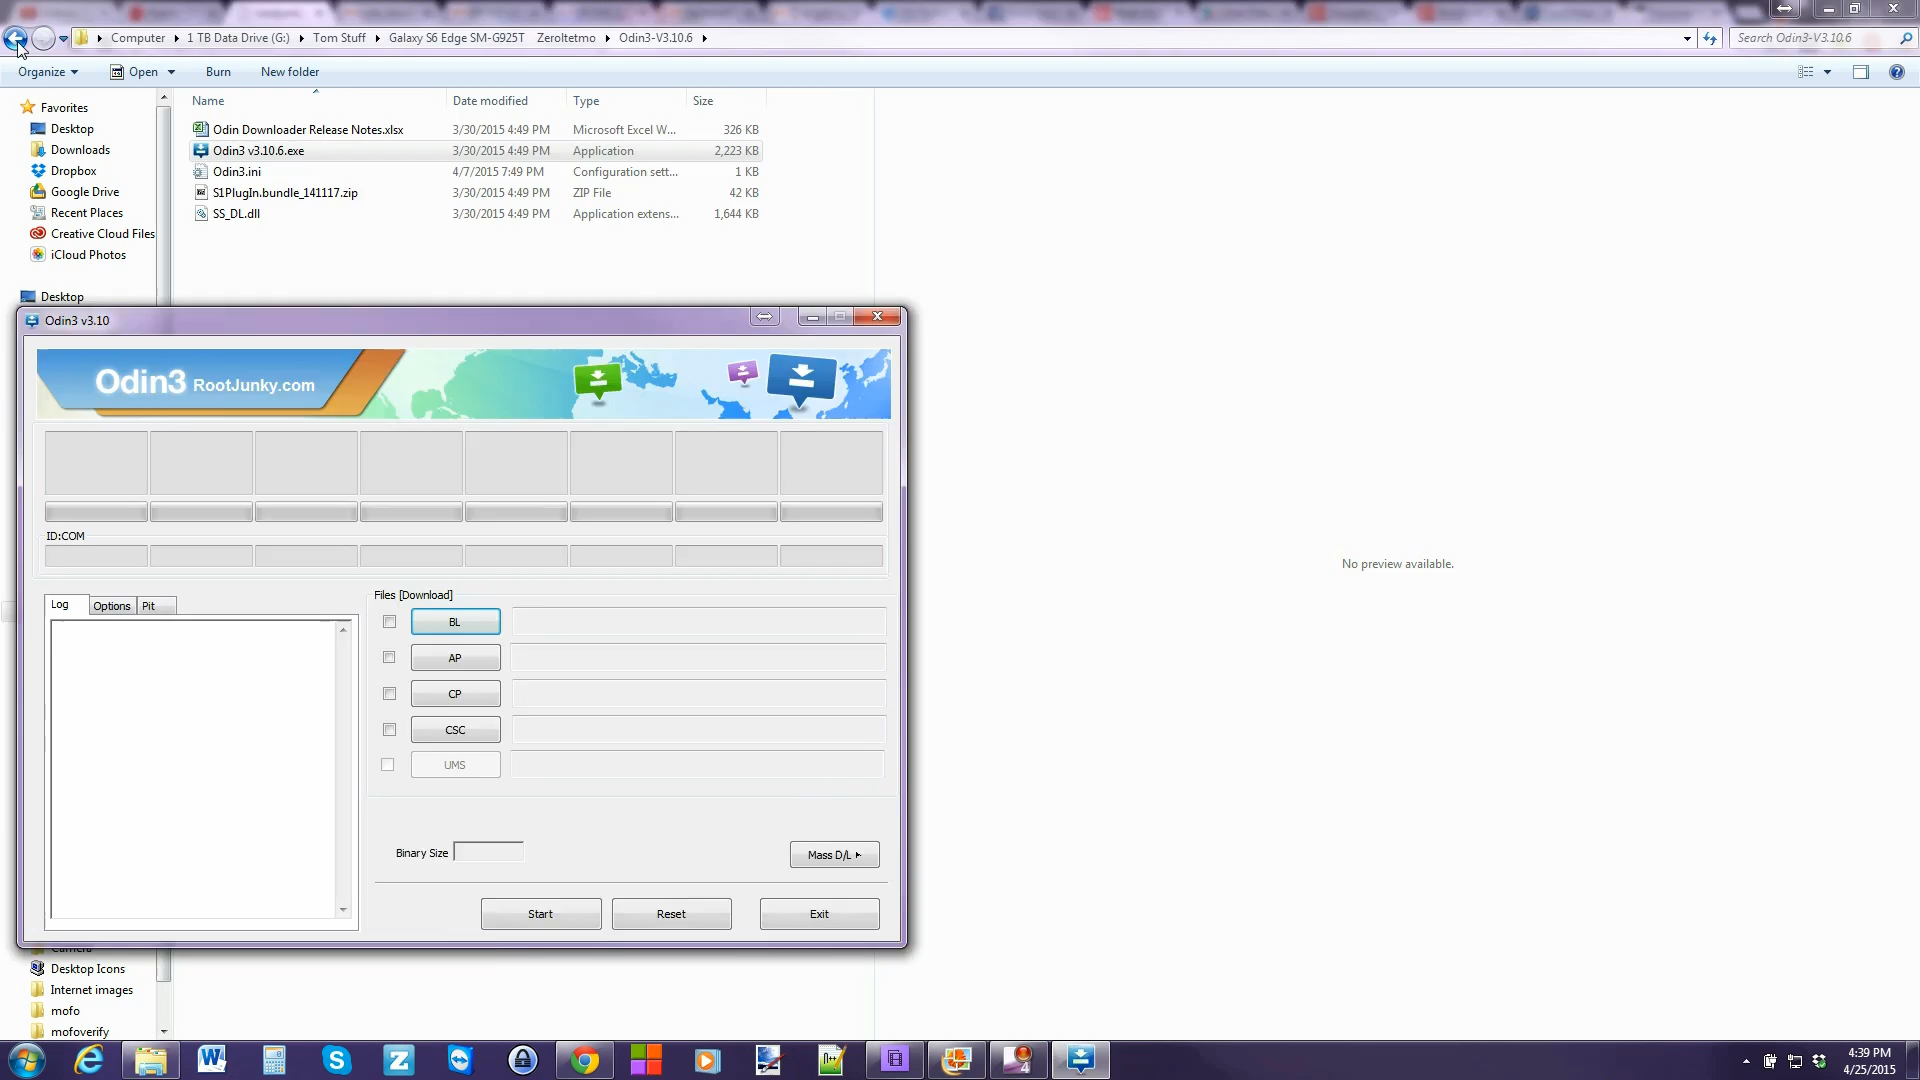 Computer 1 TB Data Drive (G:) Tom Stuff Galaxy S6 Edge SM-G925T Zeroltetmo Odin3-V3.10.6 Search Odin3-V3.10.6
Organize Open Burn New folder
Name Date modified Type Size
Odin Downloader Release Notes.xlsx 3/30/2015 4:49 PM Microsoft Excel W... 326 KB
Odin3 v3.10.6.exe 3/30/2015 4:49 PM Application 2,223 KB
Odin3.ini 4/7/2015 7:49 PM Configuration sett... 1 KB
S1PlugIn.bundle_141117.zip 3/30/2015 4:49 PM ZIP File 42 KB
SS_DL.dll 3/30/2015 4:49 PM Application extens... 1,644 KB
Favorites
Desktop
Downloads
Dropbox
Google Drive
Recent Places
Creative Cloud Files
iCloud Photos
Desktop
Odin3 v3.10
Odin3 RootJunky.com
ID:COM
Log Options Pit
Files [Download]
BL
AP
CP
CSC
UMS
Binary Size
Mass D/L
Start Reset Exit
No preview available.
Desktop Icons
Internet images
mofo
mofoverify
4:39 PM
4/25/2015